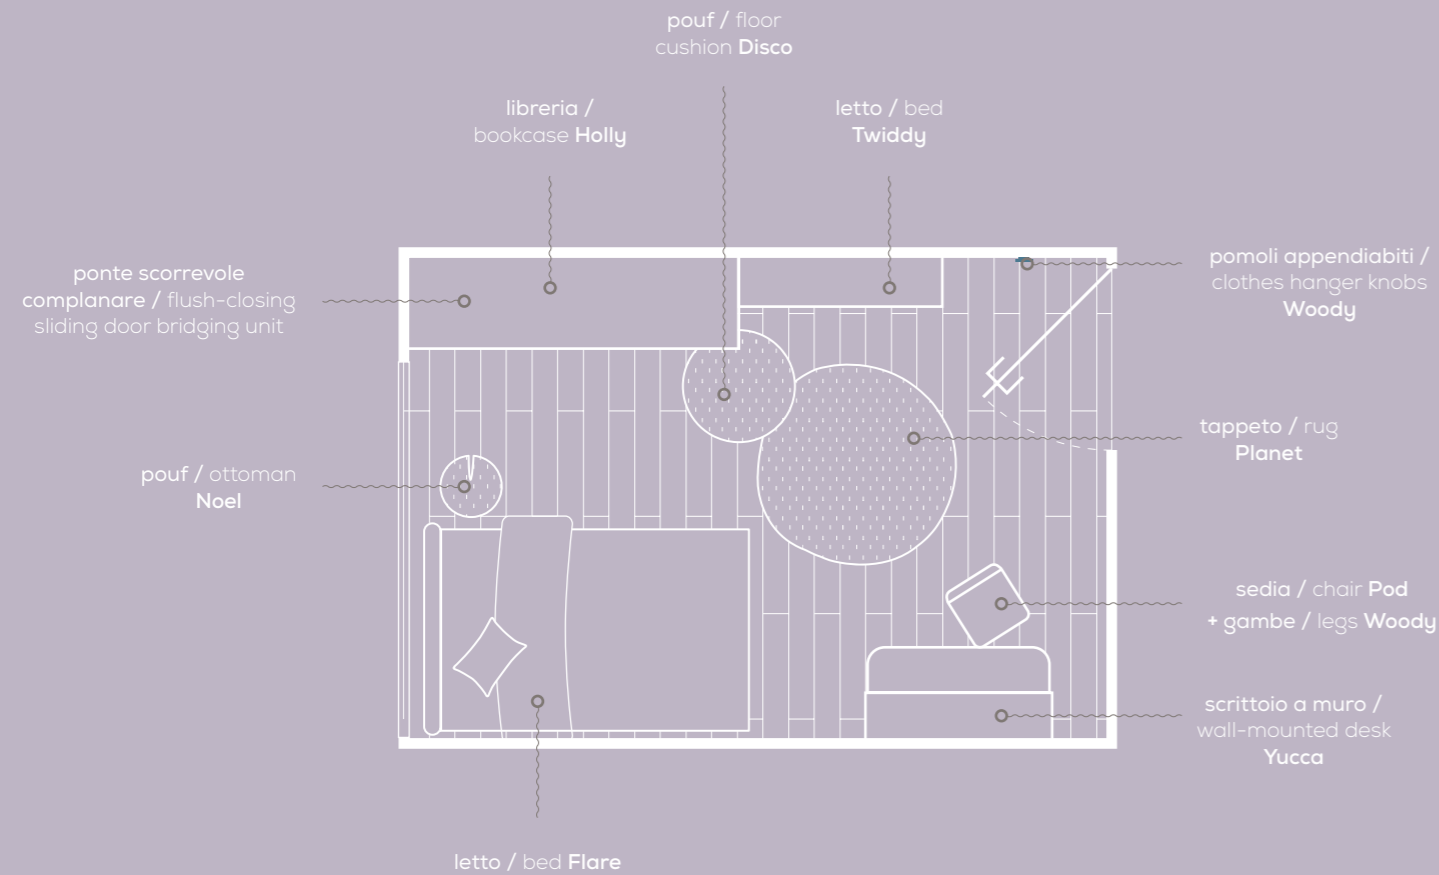 pouf / floor
cushion Disco
libreria /
bookcase Holly
letto / bed
Twiddy
ponte scorrevole
complanare / flush-closing
sliding door bridging unit
pomoli appendiabiti /
clothes hanger knobs
Woody
tappeto / rug
Planet
pouf / ottoman
Noel
sedia / chair Pod
+ gambe / legs Woody
scrittoio a muro /
wall-mounted desk
Yucca
letto / bed Flare